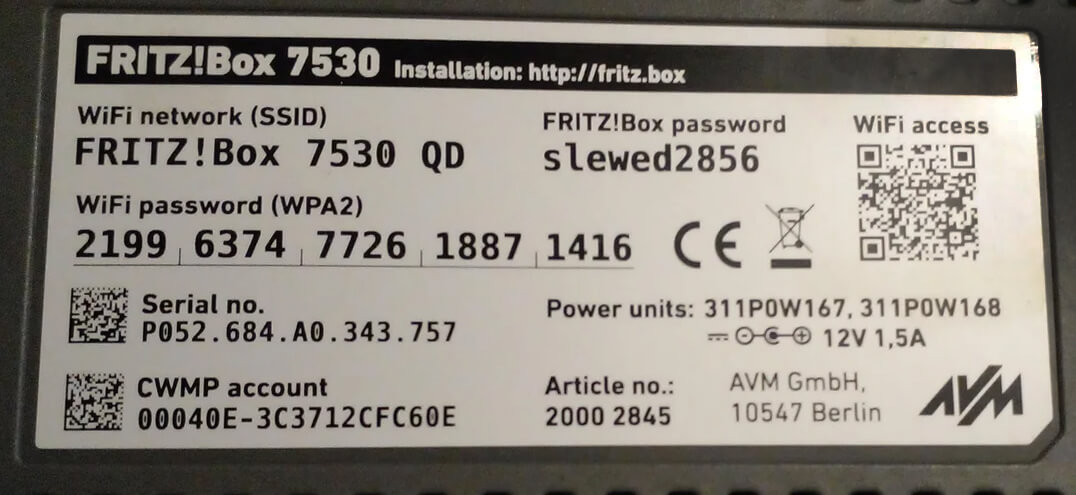 FRITZ!Box 7530 Installation: http://fritz.box
WiFi network (SSID)
FRITZ!Box 7530 QD
FRITZ!Box password
slewed2856
WiFi access
WiFi password (WPA2)
2199 6374 7726 1887 1416
CE
Serial no.
P052.684.A0.343.757
Power units: 311P0W167, 311P0W168
12V 1,5A
CWMP account
00040E-3C3712CFC60E
Article no.:
2000 2845
AVM GmbH,
10547 Berlin
AVM